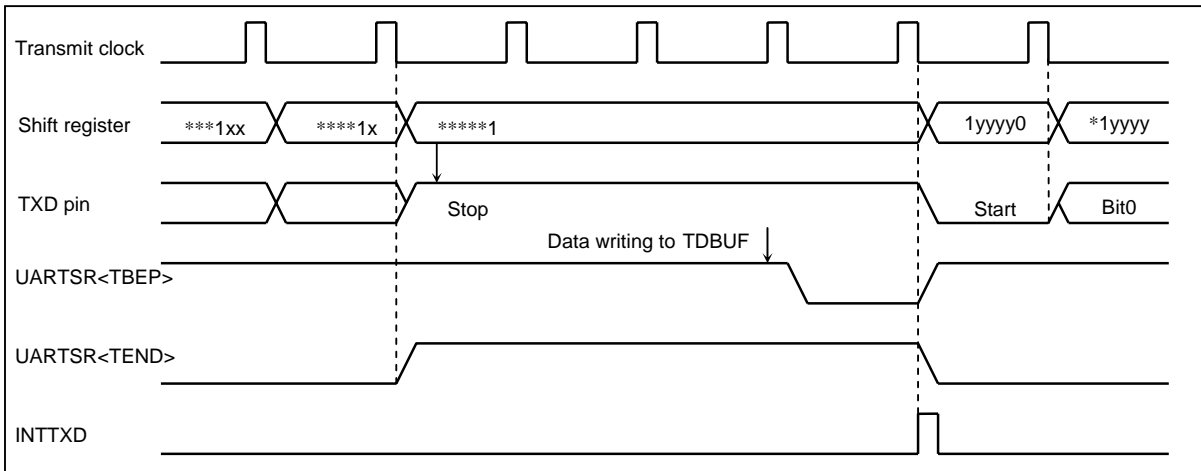 Transmit clock
Shift register
***1xx
****1x
*****1
1yyyy0
*1yyyy
TXD pin
Stop
Start
Bit0
Data writing to TDBUF
UARTSR<TBEP>
UARTSR<TEND>
INTTXD